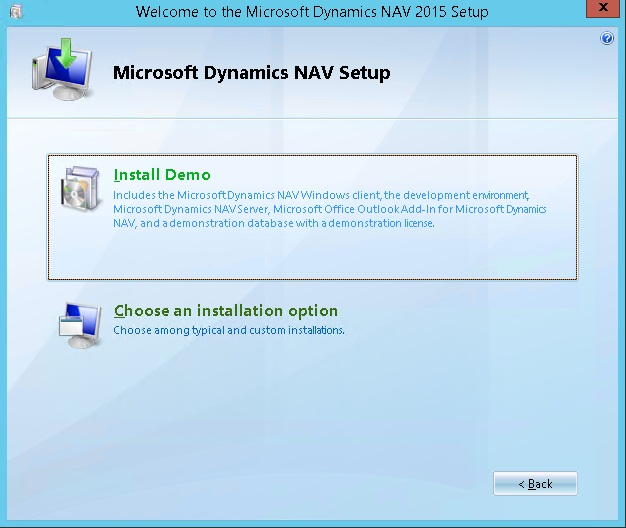 Welcome to the Microsoft Dynamics NAV 2015 Setup
x
?
Microsoft Dynamics NAV Setup
Install Demo
Includes the Microsoft Dynamics NAV Windows client, the development environment,
Microsoft Dynamics NAV Server, Microsoft Office Outlook Add-In for Microsoft Dynamics
NAV, and a demonstration database with a demonstration license.
Choose an installation option
Choose among typical and custom installations.
< Back